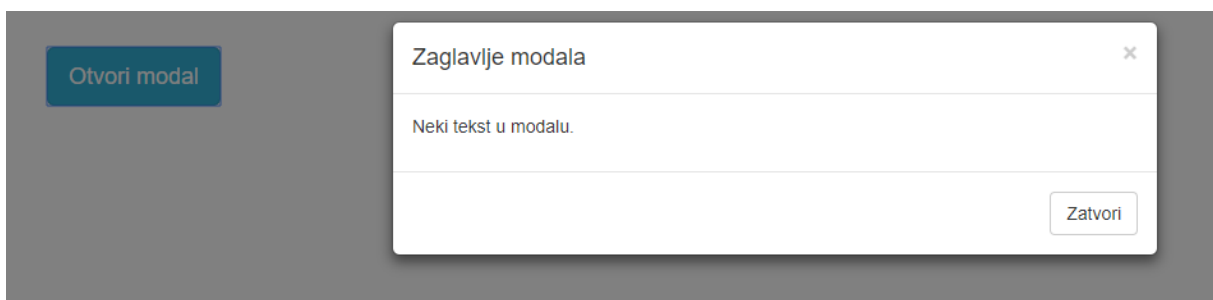 Otvori modal
Zaglavlje modala
×
Neki tekst u modalu.
Zatvori